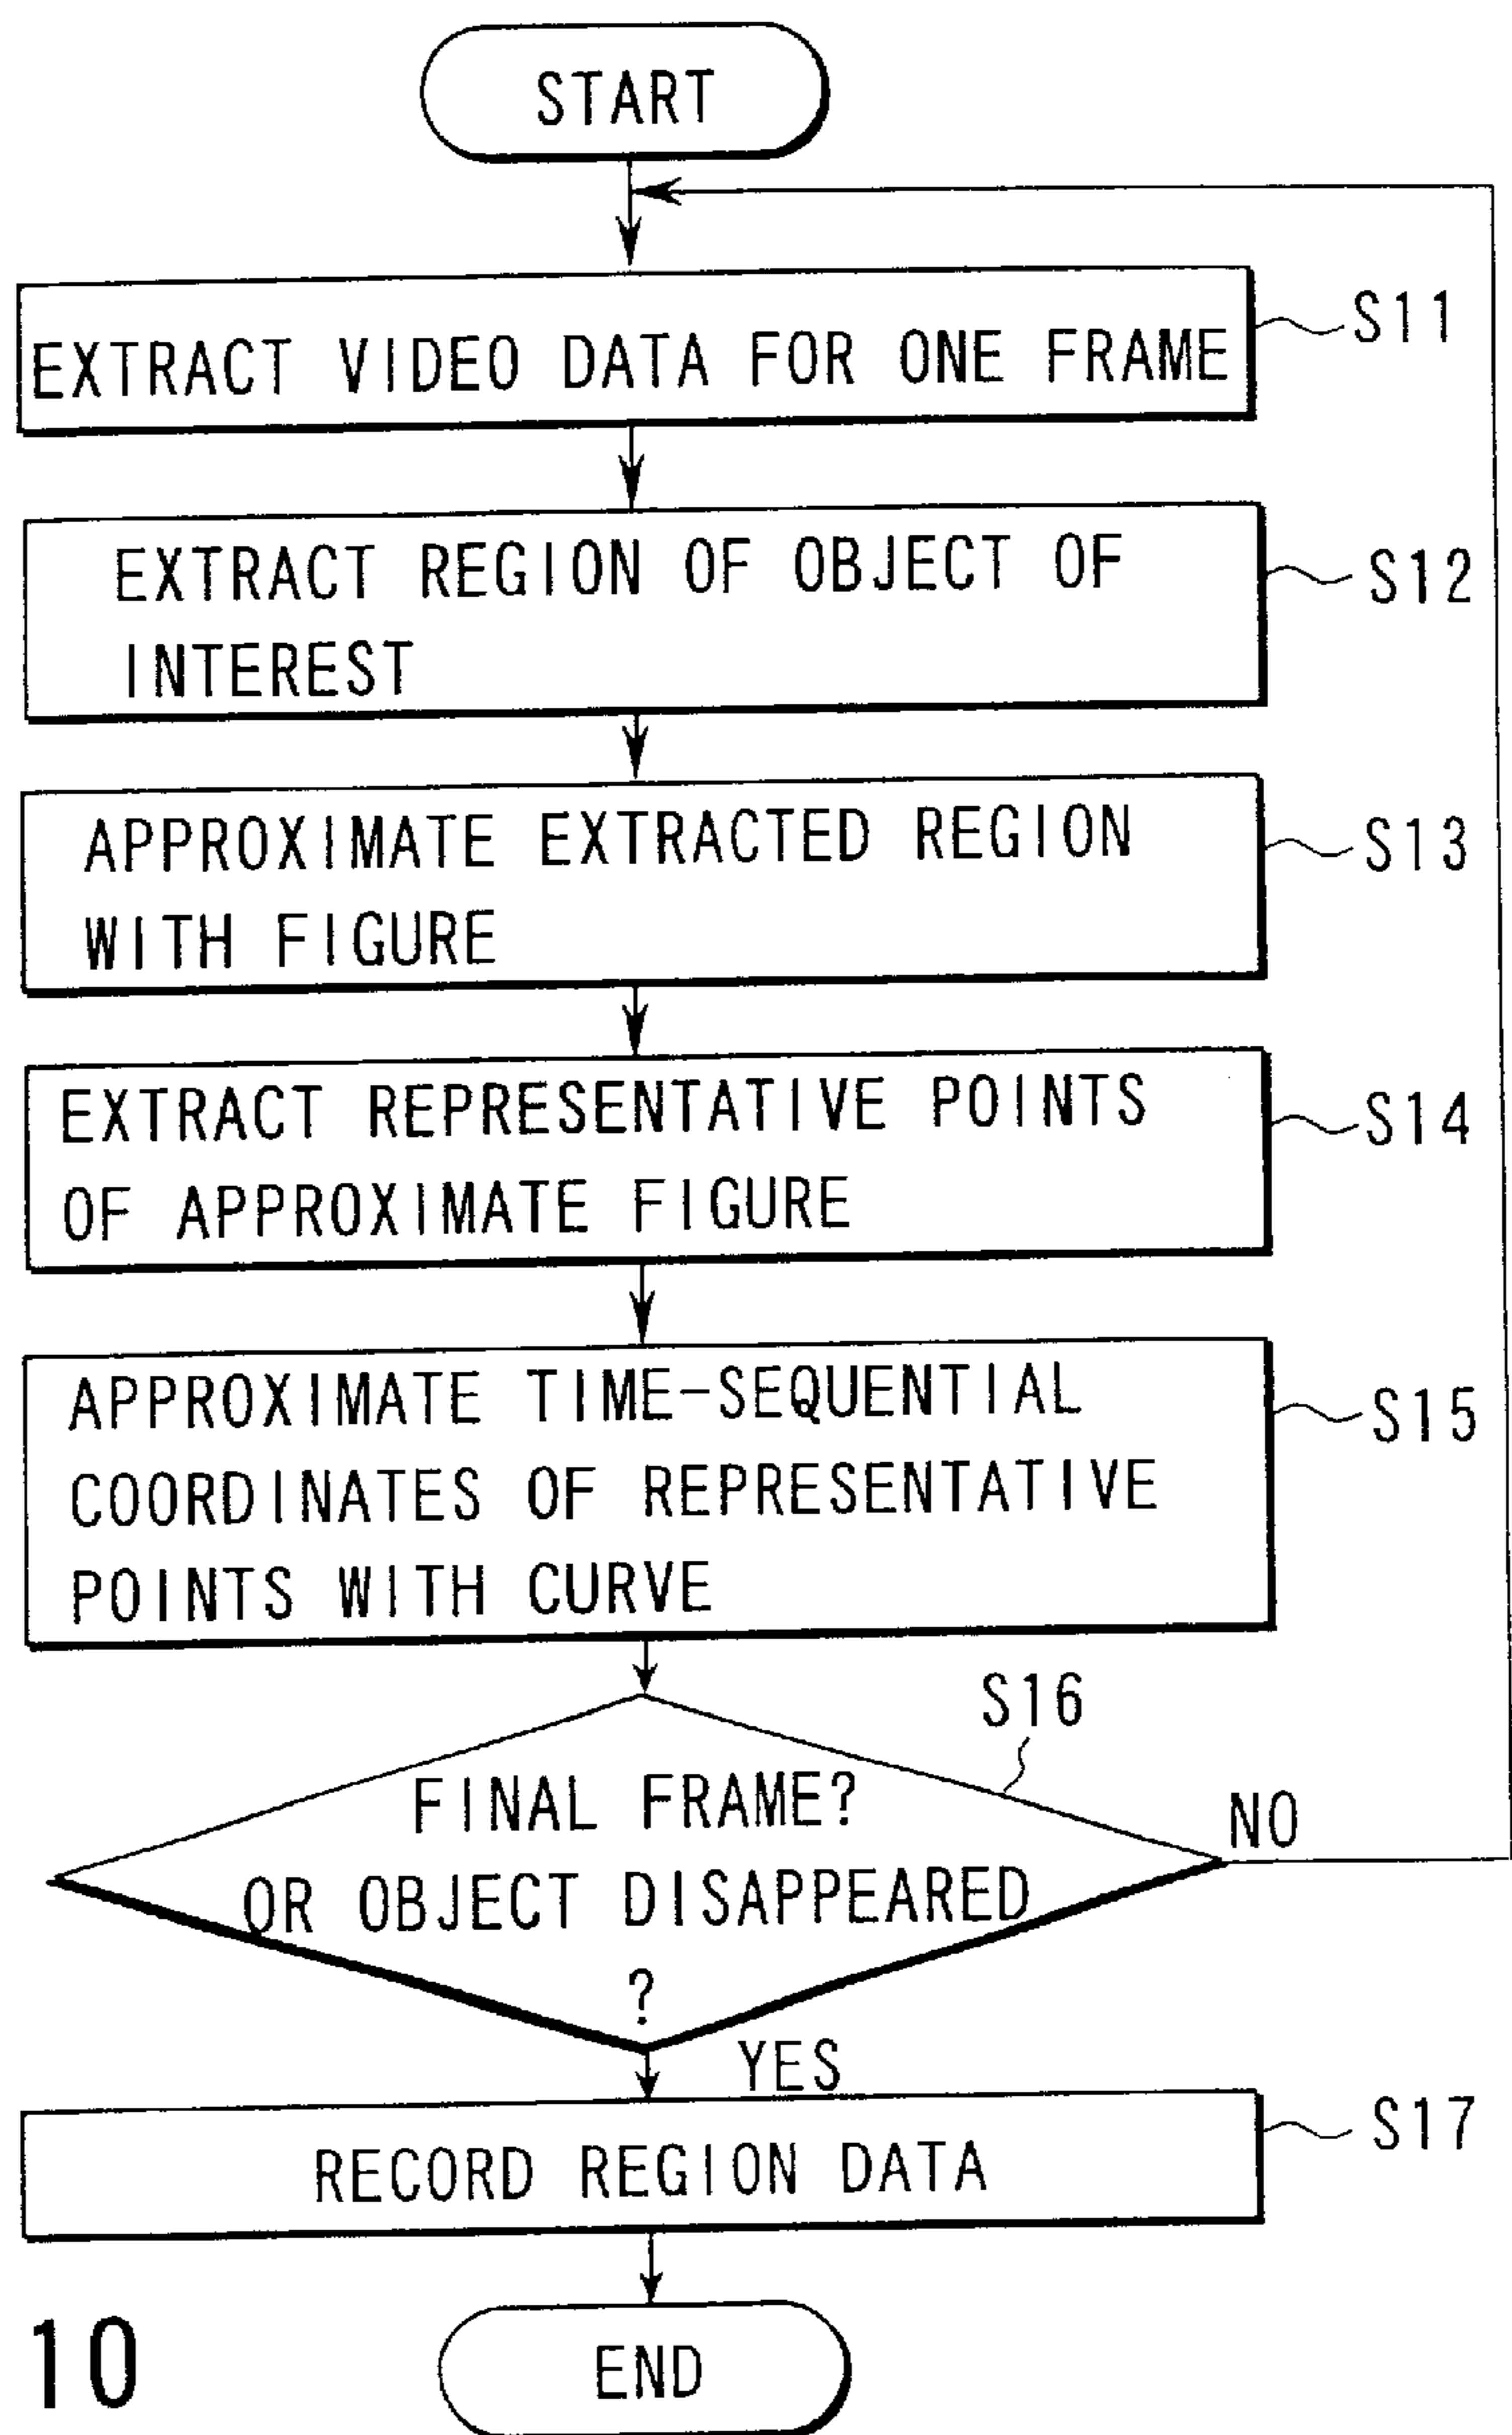 START
EXTRACT VIDEO DATA FOR ONE FRAME
S11
EXTRACT REGION OF OBJECT OF
INTEREST
S12
APPROXIMATE EXTRACTED REGION
WITH FIGURE
S13
EXTRACT REPRESENTATIVE POINTS
OF APPROXIMATE FIGURE
S14
APPROXIMATE TIME-SEQUENTIAL
COORDINATES OF REPRESENTATIVE
POINTS WITH CURVE
S15
S16
FINAL FRAME?
OR OBJECT DISAPPEARED
?
NO
YES
RECORD REGION DATA
S17
END
10